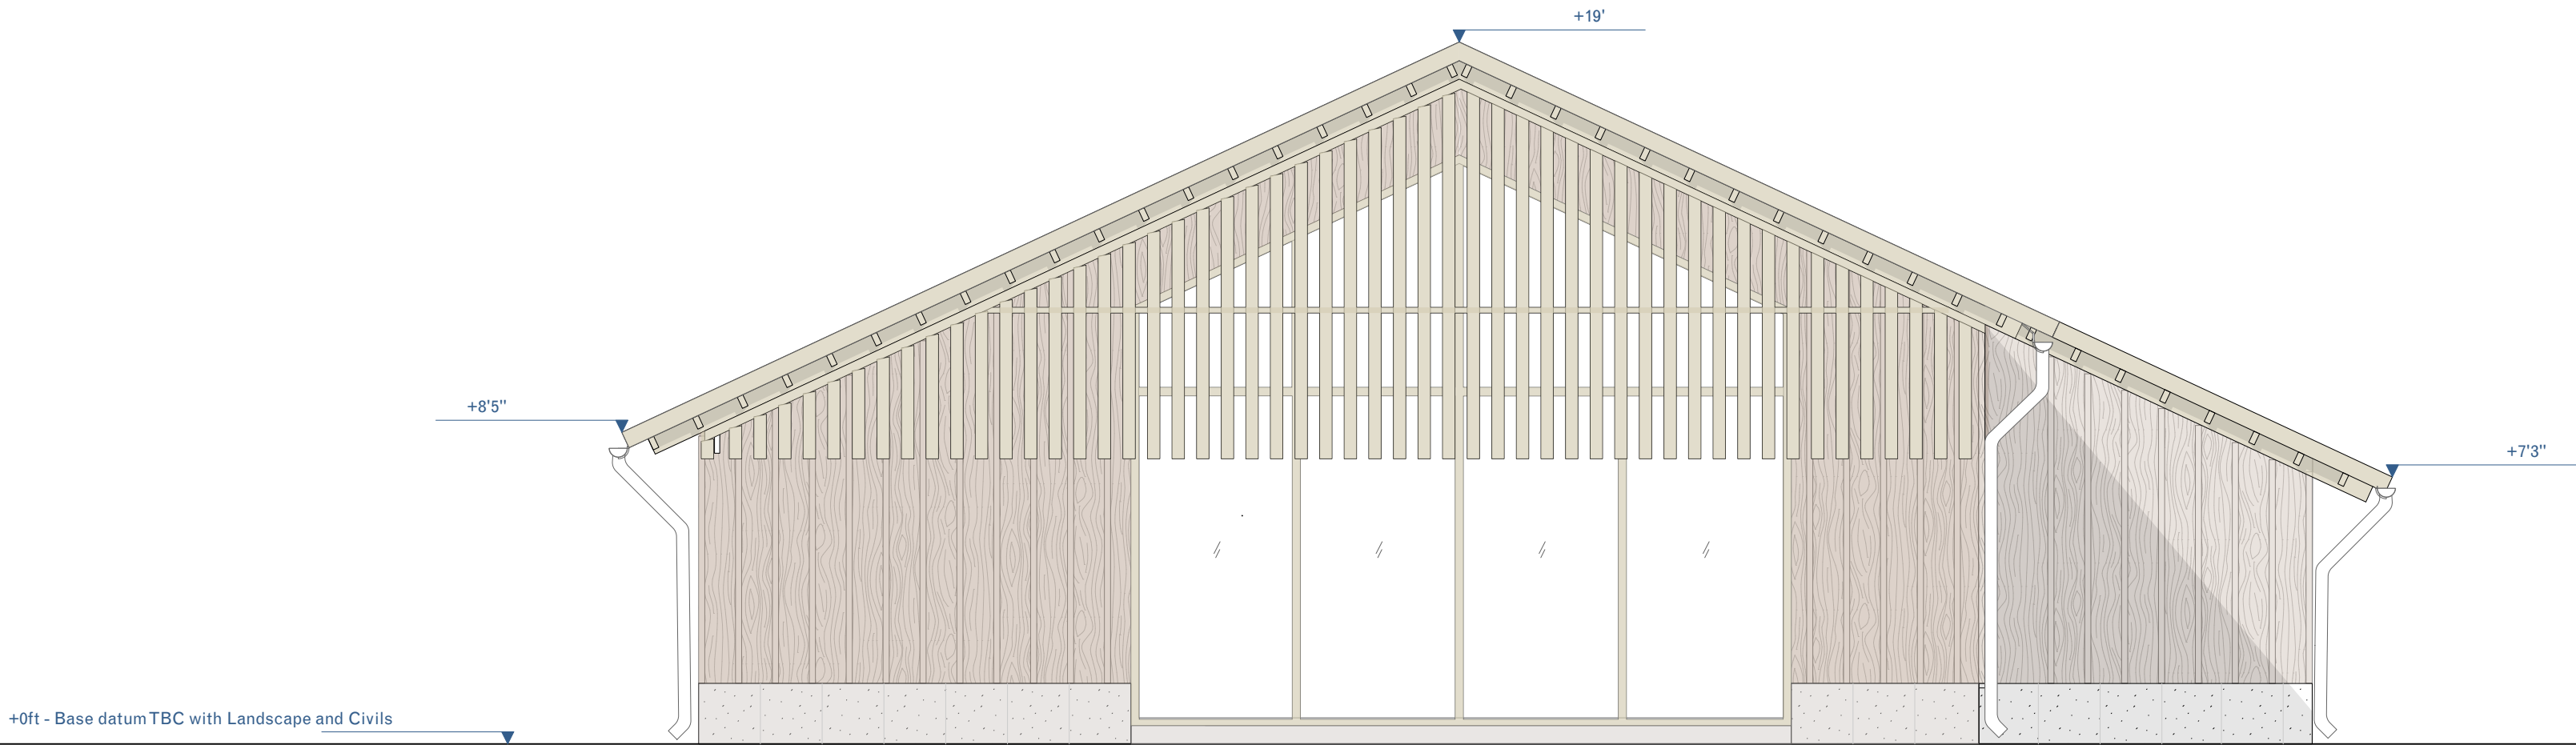 +19'
+8'5''
+7'3''
+0ft - Base datum TBC with Landscape and Civils